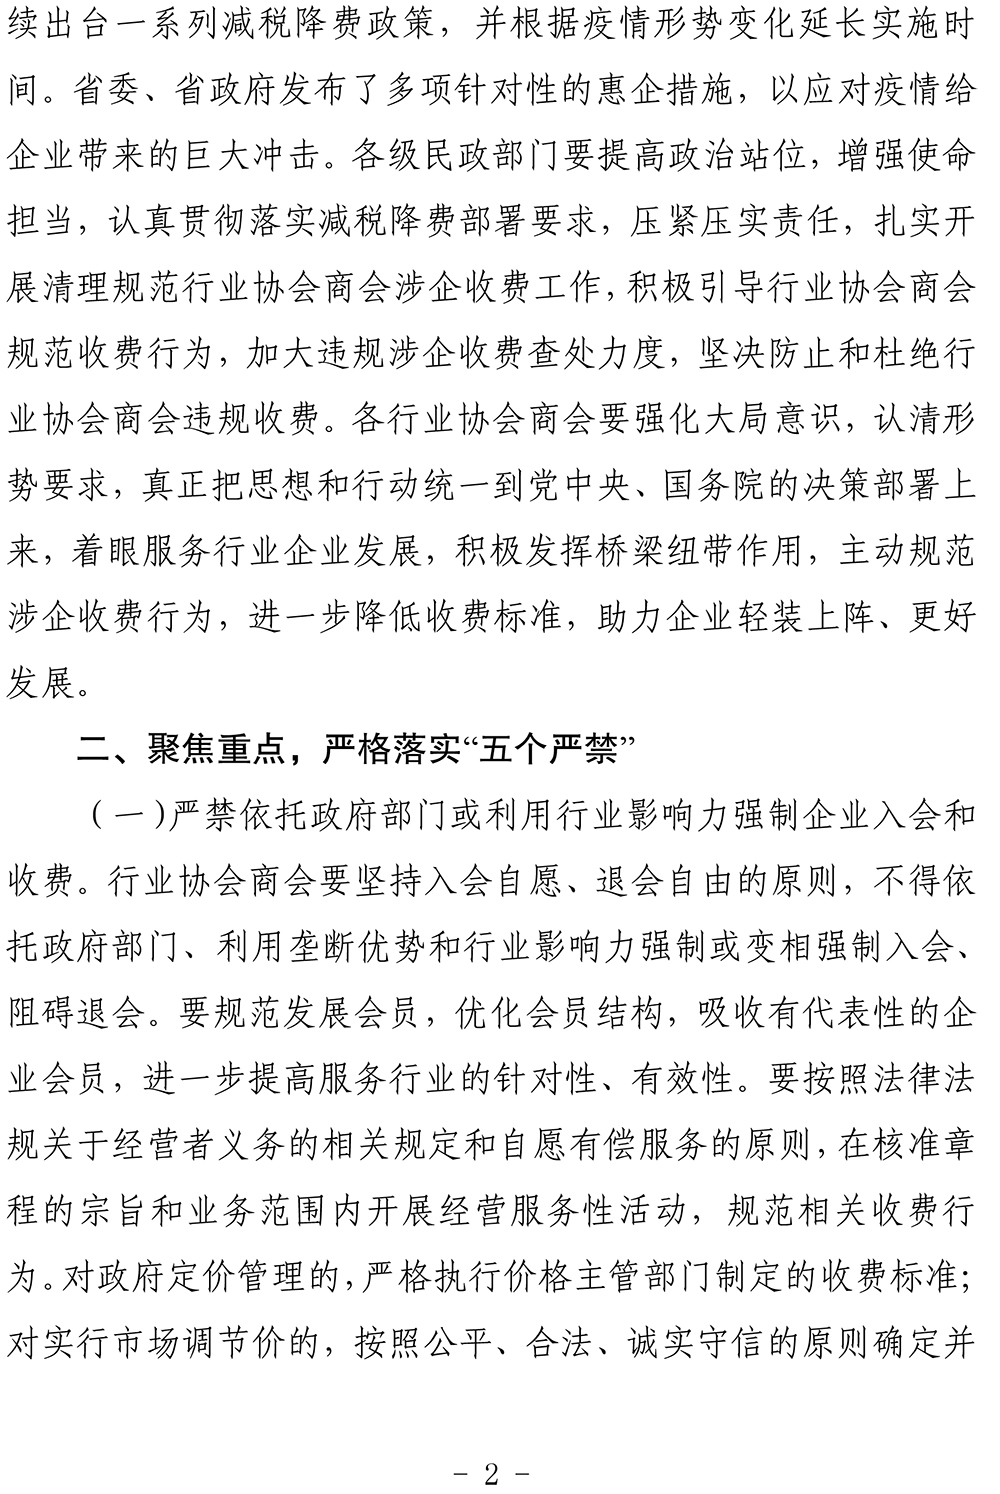 续出台一系列减税降费政策，并根据疫情形势变化延长实施时
间。省委、省政府发布了多项针对性的惠企措施，以应对疫情给
企业带来的巨大冲击。各级民政部门要提高政治站位，增强使命
担当，认真贯彻落实减税降费部署要求，压紧压实责任，扎实开
展清理规范行业协会商会涉企收费工作，积极引导行业协会商会
规范收费行为，加大违规涉企收费查处力度，坚决防止和杜绝行
业协会商会违规收费。各行业协会商会要强化大局意识，认清形
势要求，真正把思想和行动统一到党中央、国务院的决策部署上
来，着眼服务行业企业发展，积极发挥桥梁纽带作用，主动规范
涉企收费行为，进一步降低收费标准，助力企业轻装上阵、更好
发展。
二、聚焦重点，严格落实“五个严禁”
（一）严禁依托政府部门或利用行业影响力强制企业入会和
收费。行业协会商会要坚持入会自愿、退会自由的原则，不得依
托政府部门、利用垄断优势和行业影响力强制或变相强制入会、
阻碍退会。要规范发展会员，优化会员结构，吸收有代表性的企
业会员，进一步提高服务行业的针对性、有效性。要按照法律法
规关于经营者义务的相关规定和自愿有偿服务的原则，在核准章
程的宗旨和业务范围内开展经营服务性活动，规范相关收费行
为。对政府定价管理的，严格执行价格主管部门制定的收费标准；
对实行市场调节价的，按照公平、合法、诚实守信的原则确定并
- 2 -